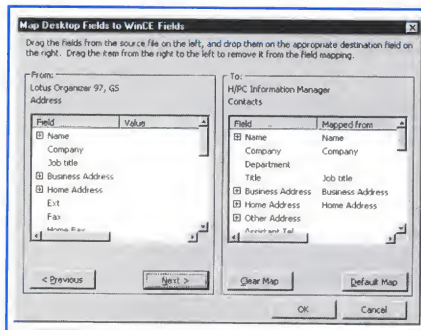 Map Desktop Fields to WinCE Fields
Drag the fields from the source file on the left, and drop them on the appropriate destination field on
the right. Drag the item from the right to the left to remove it from the field mapping.
From:
Lotus Organizer 97, GS
Address
Field Value
Name
Company
Job title
Business Address
Home Address
Ext
Fax
Home Fax
< Previous
Next >
To:
H/PC Information Manager
Contacts
Field Mapped from
Name Name
Company Company
Department
Title Job title
Business Address Business Address
Home Address Home Address
Other Address
Assistant Tel
Clear Map
Default Map
OK
Cancel